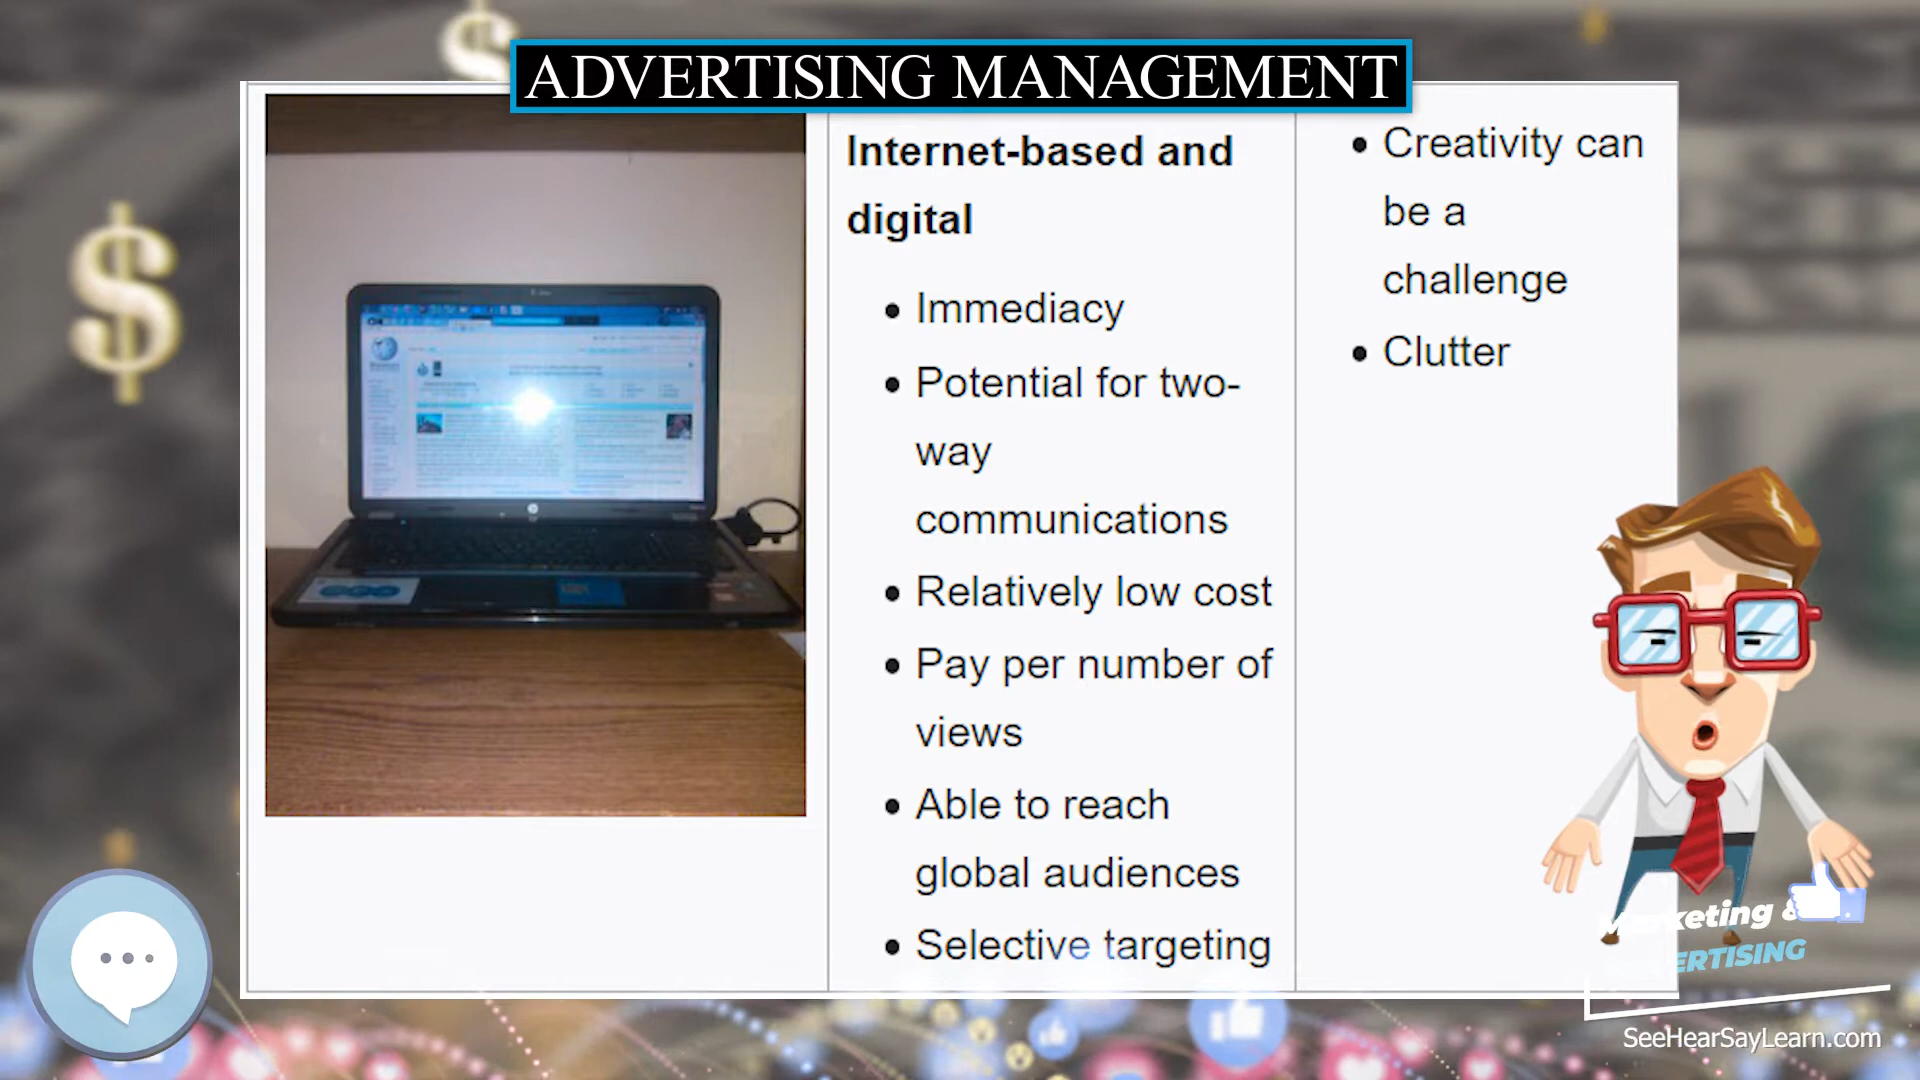 ADVERTISING MANAGEMENT
Internet-based and
digital
• Immediacy
• Potential for two-
way
communications
• Relatively low cost
• Pay per number of
views
• Able to reach
global audiences
• Selective targeting
• Creativity can
be a
challenge
• Clutter
Marketing &
ERTISING
SeeHearSayLearn.com